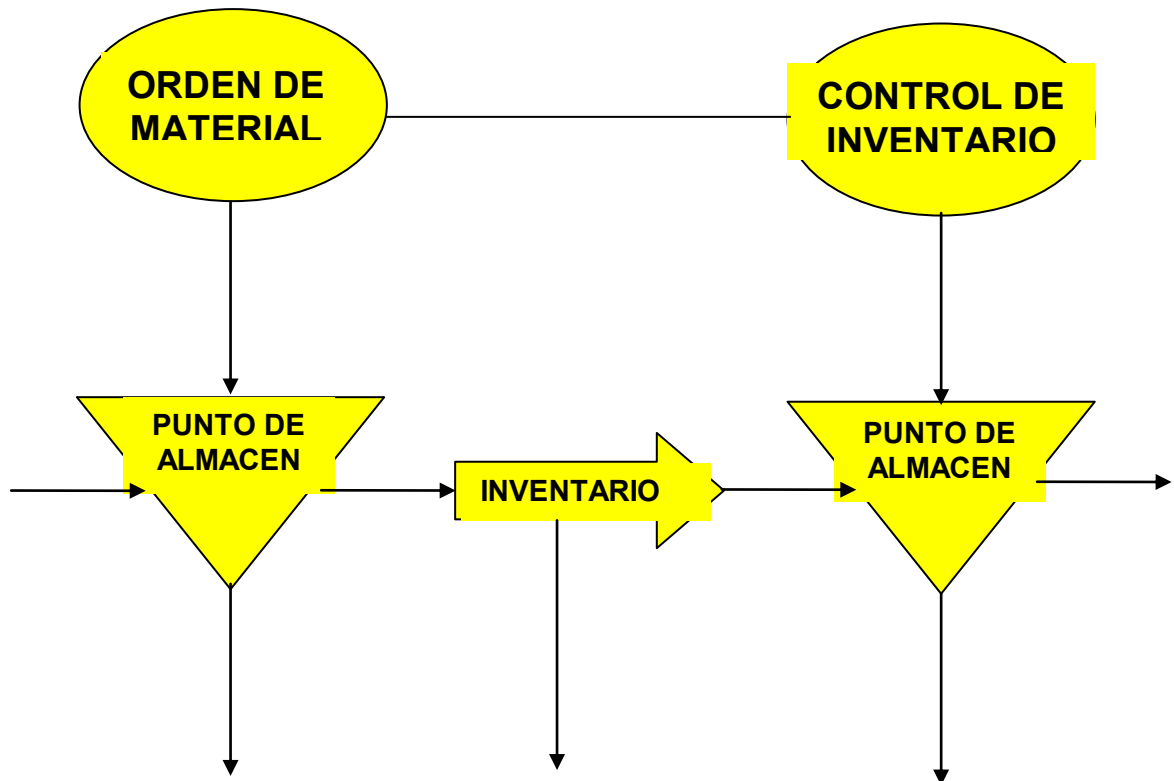 ORDEN DE
MATERIAL
CONTROL DE
INVENTARIO
PUNTO DE
ALMACEN
INVENTARIO
PUNTO DE
ALMACEN